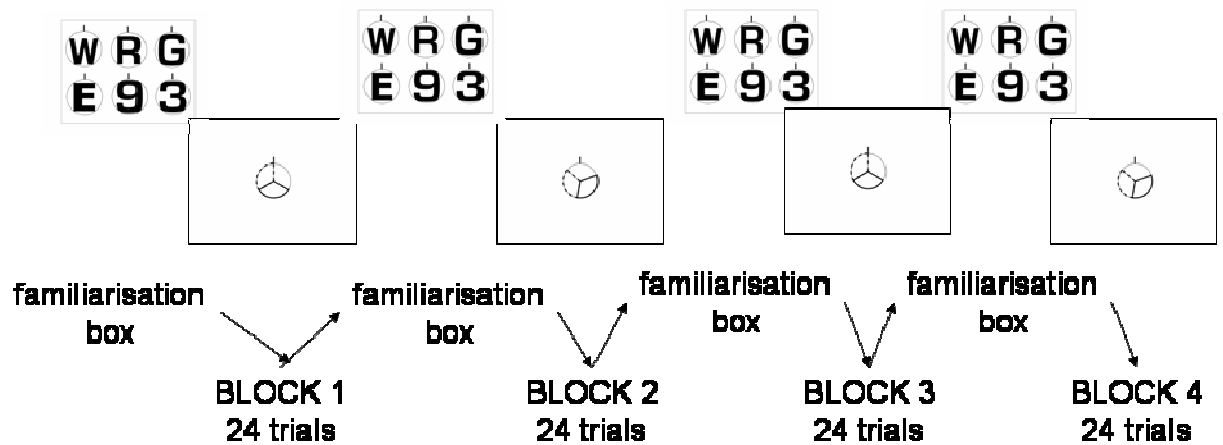 W R G
E 9 3
W R G
E 9 3
W R G
E 9 3
W R G
E 9 3
familiarisation
box
familiarisation
box
familiarisation
box
familiarisation
box
BLOCK 1
24 trials
BLOCK 2
24 trials
BLOCK 3
24 trials
BLOCK 4
24 trials